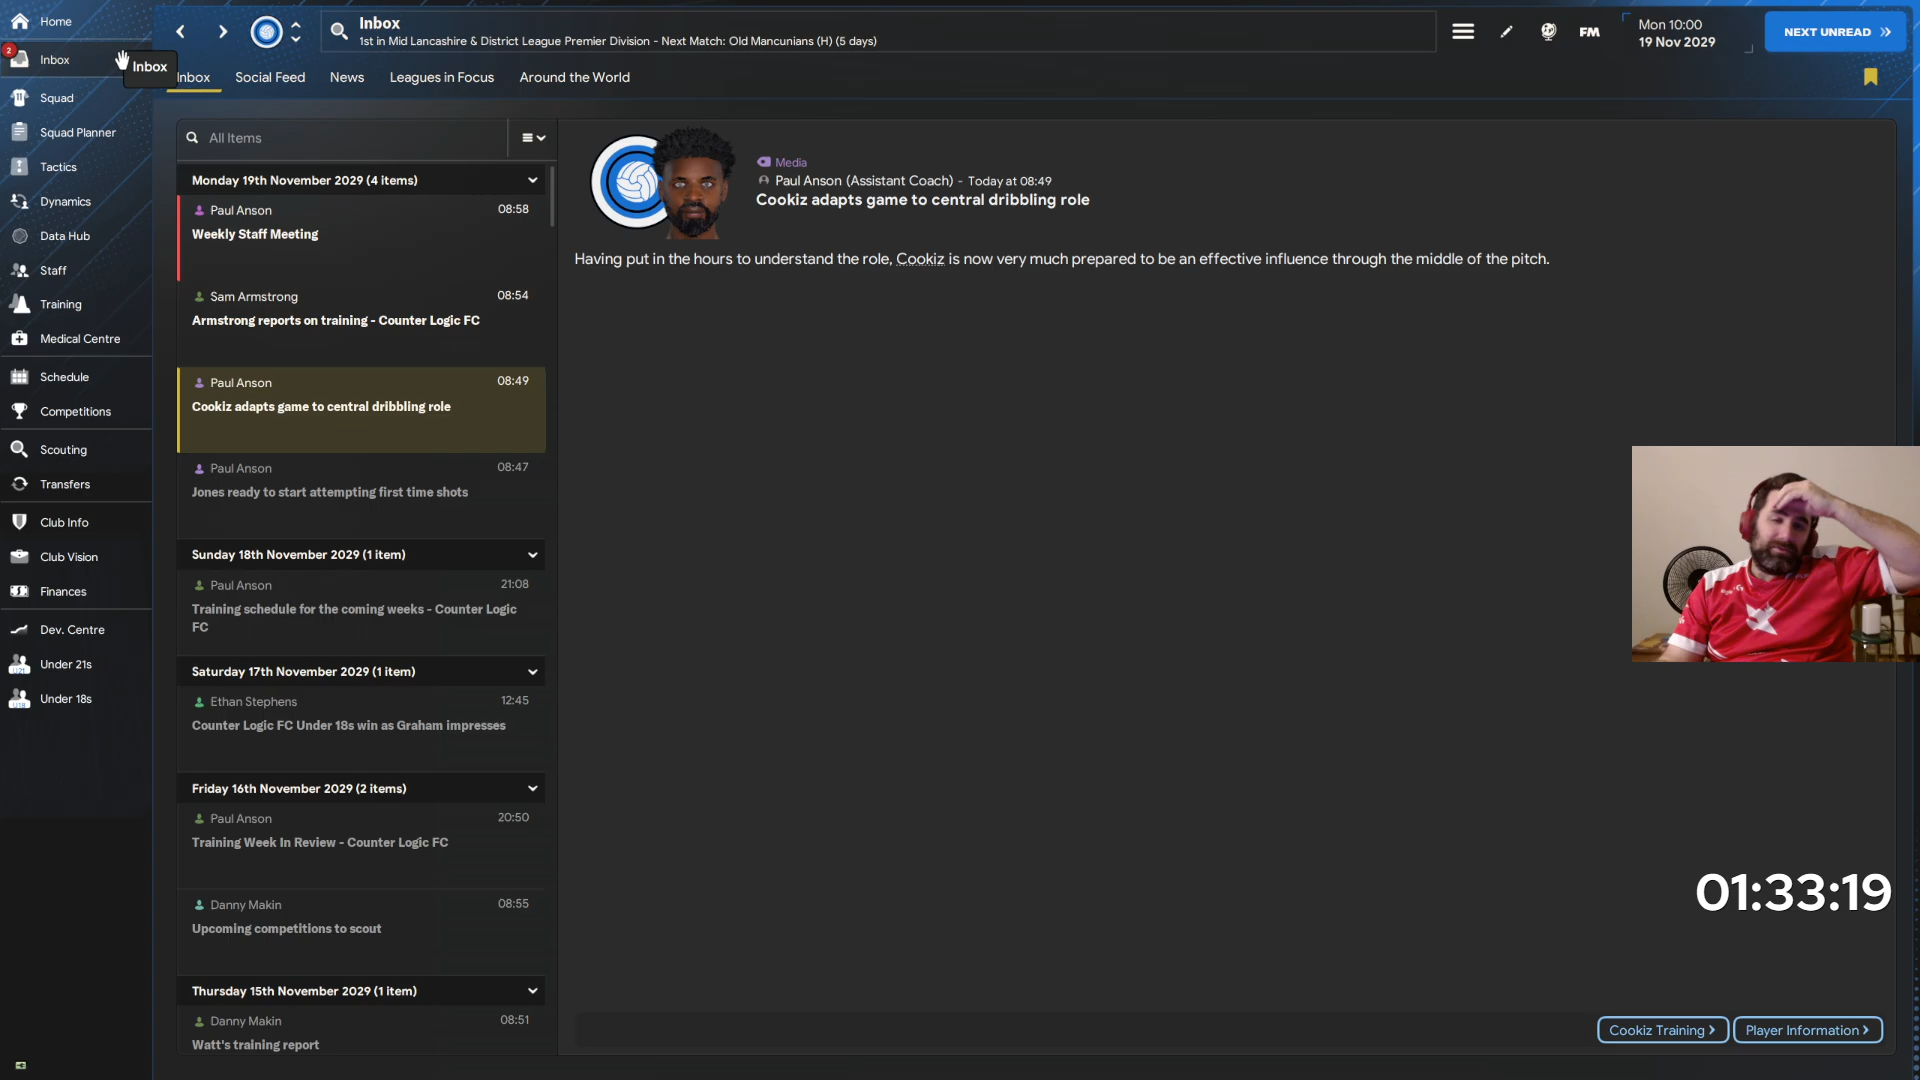 Home
2
Inbox
Inbox
Squad
Squad Planner
Tactics
Dynamics
Data Hub
Staff
Training
Medical Centre
Schedule
Competitions
Scouting
Transfers
Club Info
Club Vision
Finances
Dev. Centre
Under 21s
Under 18s
Inbox
1st in Mid Lancashire & District League Premier Division - Next Match: Old Mancunians (H) (5 days)
FM
Mon 10:00
19 Nov 2029
NEXT UNREAD
Inbox
Social Feed
News
Leagues in Focus
Around the World
All Items
Monday 19th November 2029 (4 items)
Paul Anson 08:58
Weekly Staff Meeting
Sam Armstrong 08:54
Armstrong reports on training - Counter Logic FC
Paul Anson 08:49
Cookiz adapts game to central dribbling role
Paul Anson 08:47
Jones ready to start attempting first time shots
Sunday 18th November 2029 (1 item)
Paul Anson 21:08
Training schedule for the coming weeks - Counter Logic
FC
Saturday 17th November 2029 (1 item)
Ethan Stephens 12:45
Counter Logic FC Under 18s win as Graham impresses
Friday 16th November 2029 (2 items)
Paul Anson 20:50
Training Week In Review - Counter Logic FC
Danny Makin 08:55
Upcoming competitions to scout
Thursday 15th November 2029 (1 item)
Danny Makin 08:51
Watt's training report
Media
Paul Anson (Assistant Coach) - Today at 08:49
Cookiz adapts game to central dribbling role
Having put in the hours to understand the role, Cookiz is now very much prepared to be an effective influence through the middle of the pitch.
01:33:19
Cookiz Training
Player Information